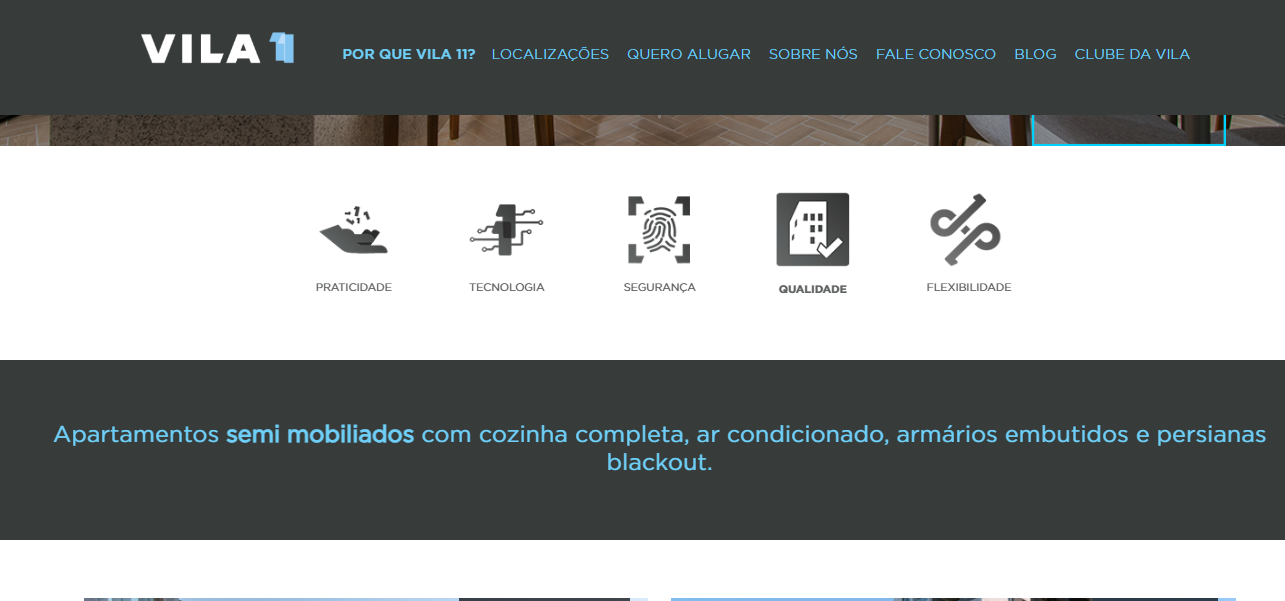 VILA 11
POR QUE VILA 11? LOCALIZAÇÕES QUERO ALUGAR SOBRE NÓS FALE CONOSCO BLOG CLUBE DA VILA
PRATICIDADE TECNOLOGIA SEGURANÇA QUALIDADE FLEXIBILIDADE
Apartamentos semi mobiliados com cozinha completa, ar condicionado, armários embutidos e persianas
blackout.